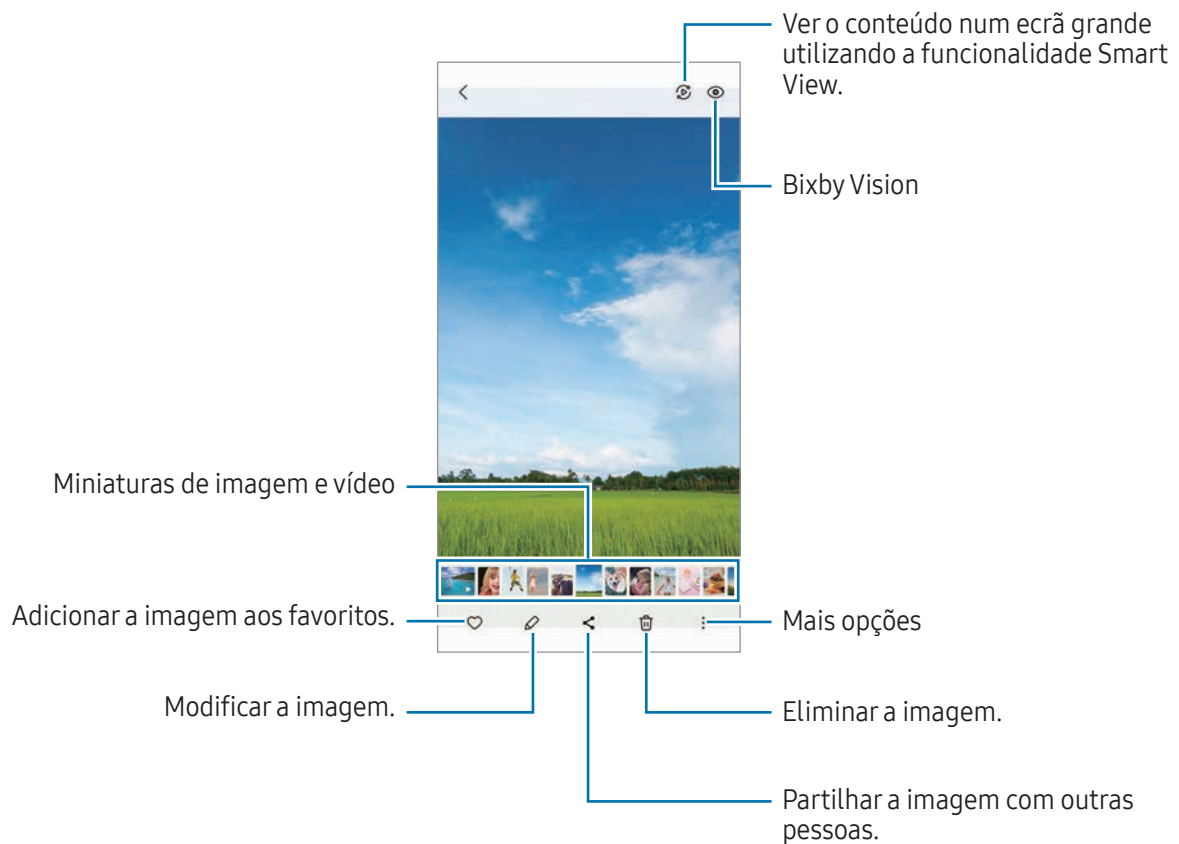 Ver o conteúdo num ecrã grande
utilizando a funcionalidade Smart
View.
Bixby Vision
Miniaturas de imagem e vídeo
Adicionar a imagem aos favoritos.
Mais opções
Modificar a imagem.
Eliminar a imagem.
Partilhar a imagem com outras
pessoas.